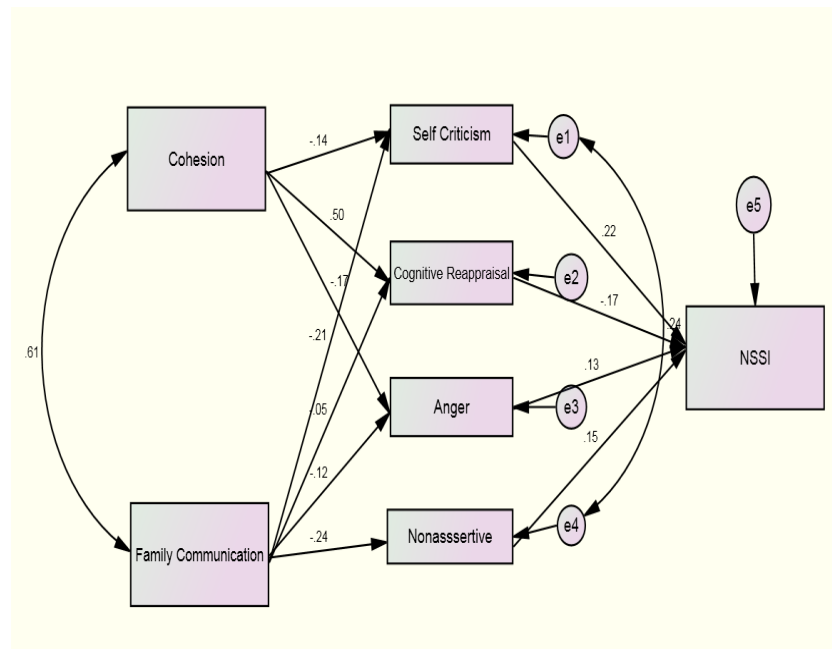 Cohesion
Self Criticism
e1
-.14
.50
.22
e5
Cognitive Reappraisal
e2
-.17
-.17
.24
NSSI
-.21
.61
.13
Anger
e3
.05
.15
-.12
Family Communication
-.24
Nonasssertive
e4